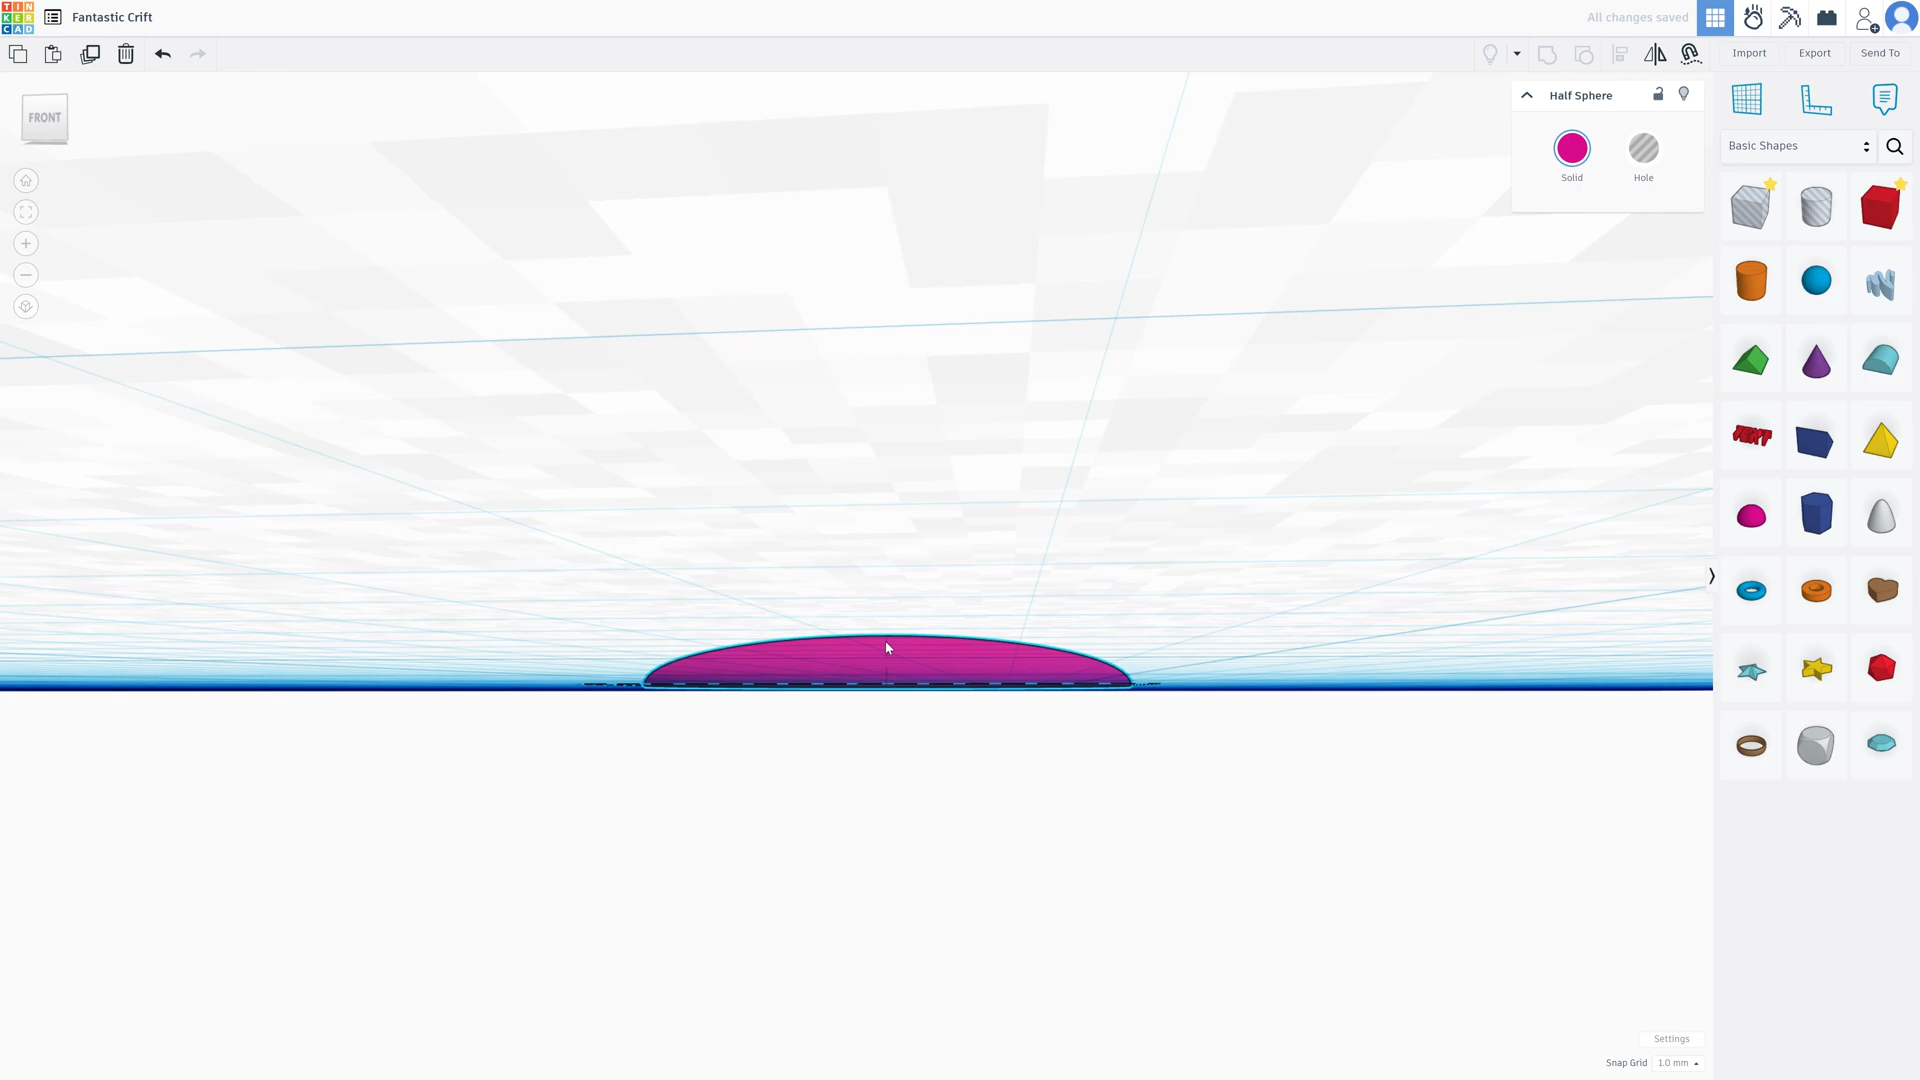 TIN
KER
CAD
Fantastic Crift
All changes saved
Import
Export
Send To
FRONT
Half Sphere
Solid
Hole
Basic Shapes
TEXT
Settings
Snap Grid
1.0 mm